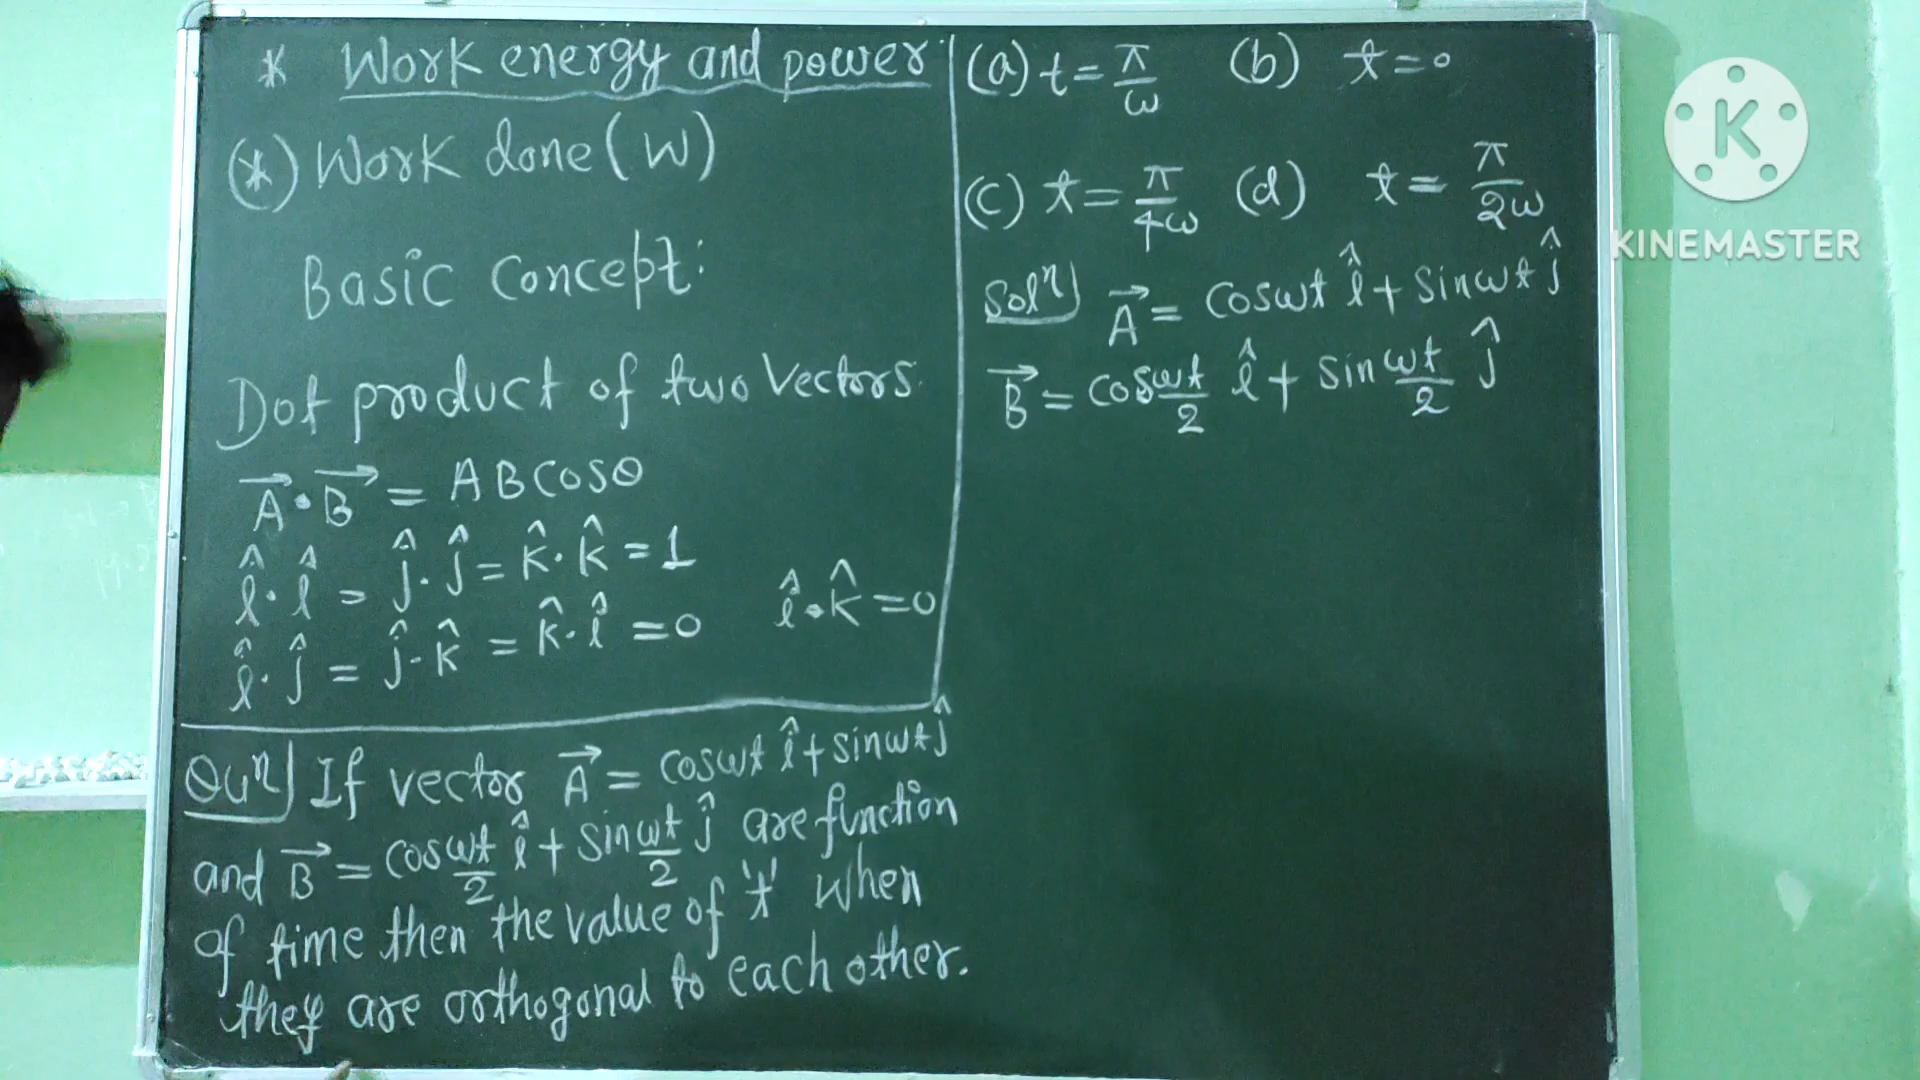 * Work energy and power
(*) Work done (W)
Basic Concept:
Dot product of two Vectors.
A⃗·B⃗ = ABcosθ
î·î = ĵ·ĵ = k̂·k̂ = 1
î·ĵ = ĵ·k̂ = k̂·î = 0   î·k̂ = 0
Quⁿ) If vector A⃗ = cosωt î + sinωt ĵ
and B⃗ = cos ωt/2 î + sin ωt/2 ĵ are function
of time then the value of 't' when
they are orthogonal to each other.
(a) t = π/ω (b) t = 0
(c) t = π/4ω (d) t = π/2ω
Solⁿ) A⃗ = cosωt î + sinωt ĵ
B⃗ = cos ωt/2 î + sin ωt/2 ĵ
K
KINEMASTER